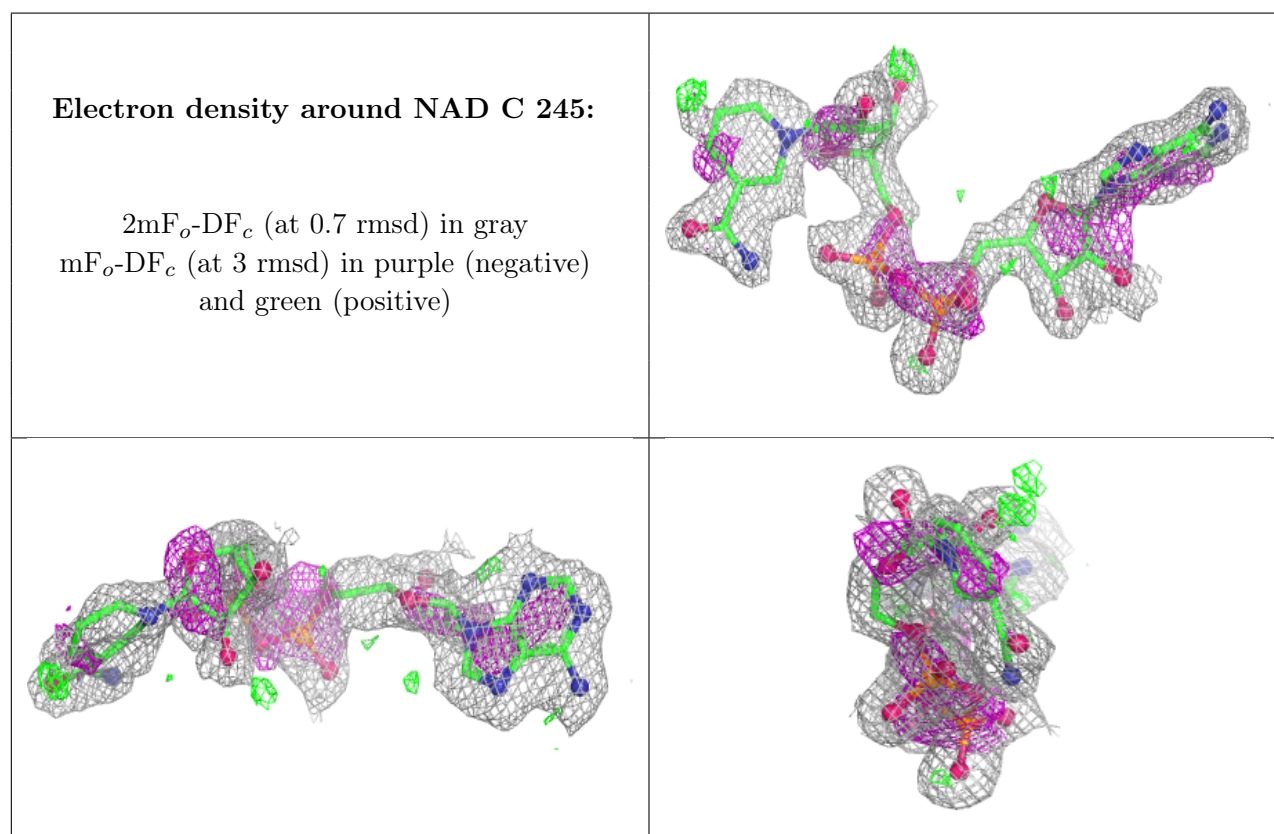 Electron density around NAD C 245:
2mFo-DFc (at 0.7 rmsd) in gray
mFo-DFc (at 3 rmsd) in purple (negative)
and green (positive)